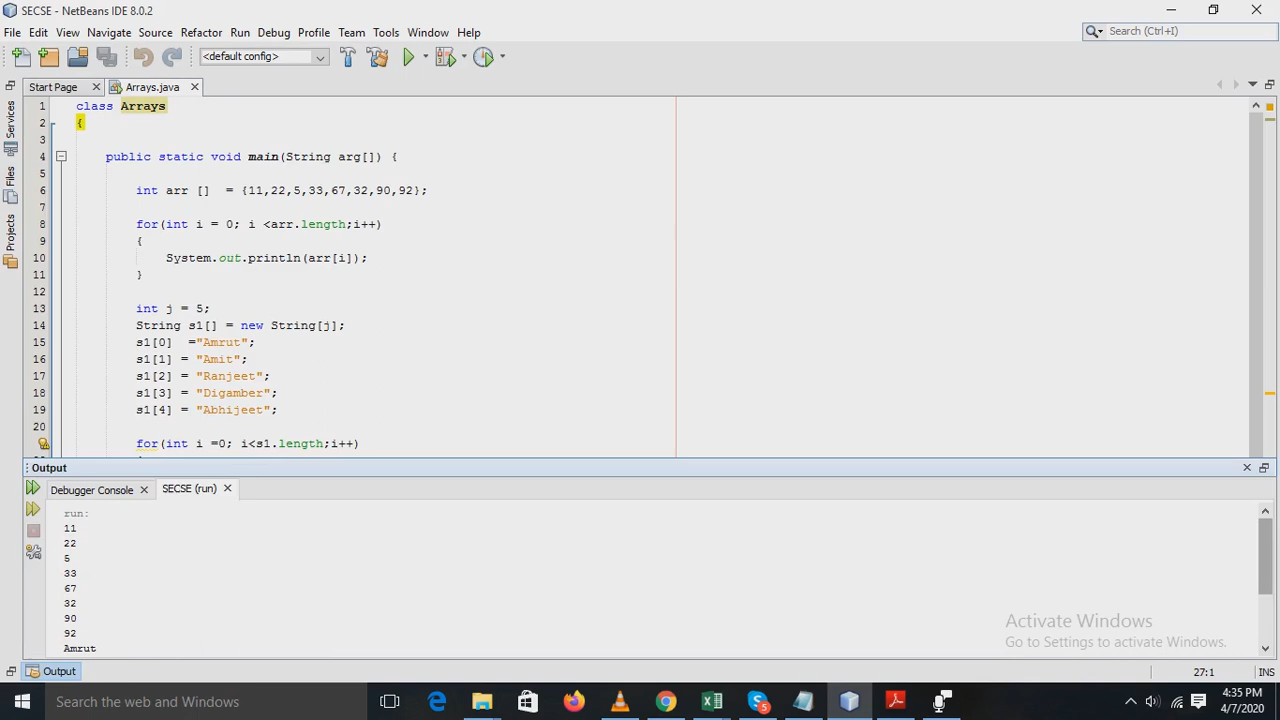 SECSE - NetBeans IDE 8.0.2
File Edit View Navigate Source Refactor Run Debug Profile Team Tools Window Help
Search (Ctrl+I)
<default config>
Start Page
Arrays.java
Services
Files
Projects
1 class Arrays
2 {
3
4 public static void main(String arg[]) {
5
6 int arr [] = {11,22,5,33,67,32,90,92};
7
8 for(int i = 0; i <arr.length;i++)
9 {
10 System.out.println(arr[i]);
11 }
12
13 int j = 5;
14 String s1[] = new String[j];
15 s1[0] ="Amrut";
16 s1[1] = "Amit";
17 s1[2] = "Ranjeet";
18 s1[3] = "Digamber";
19 s1[4] = "Abhijeet";
20
for(int i =0; i<s1.length;i++)
Output
Debugger Console
SECSE (run)
run:
11
22
5
33
67
32
90
92
Amrut
Activate Windows
Go to Settings to activate Windows.
Output
27:1
INS
Search the web and Windows
4:35 PM
4/7/2020